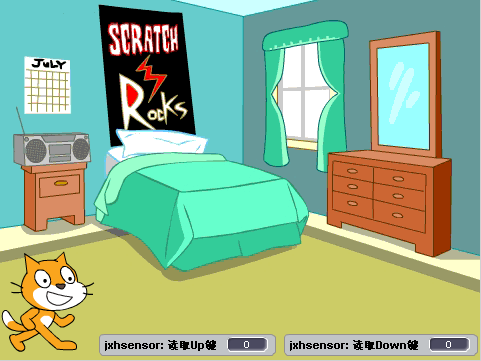 JULY
SCRATCH
Rocks
jxhsensor: 读取Up键 0
jxhsensor: 读取Down键 0